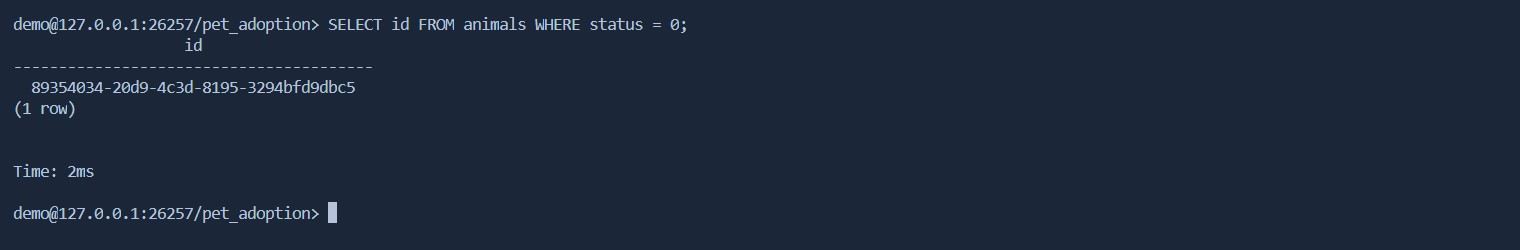 demo@127.0.0.1:26257/pet_adoption> SELECT id FROM animals WHERE status = 0;
                   id
----------------------------------------
  89354034-20d9-4c3d-8195-3294bfd9dbc5
(1 row)
Time: 2ms
demo@127.0.0.1:26257/pet_adoption>